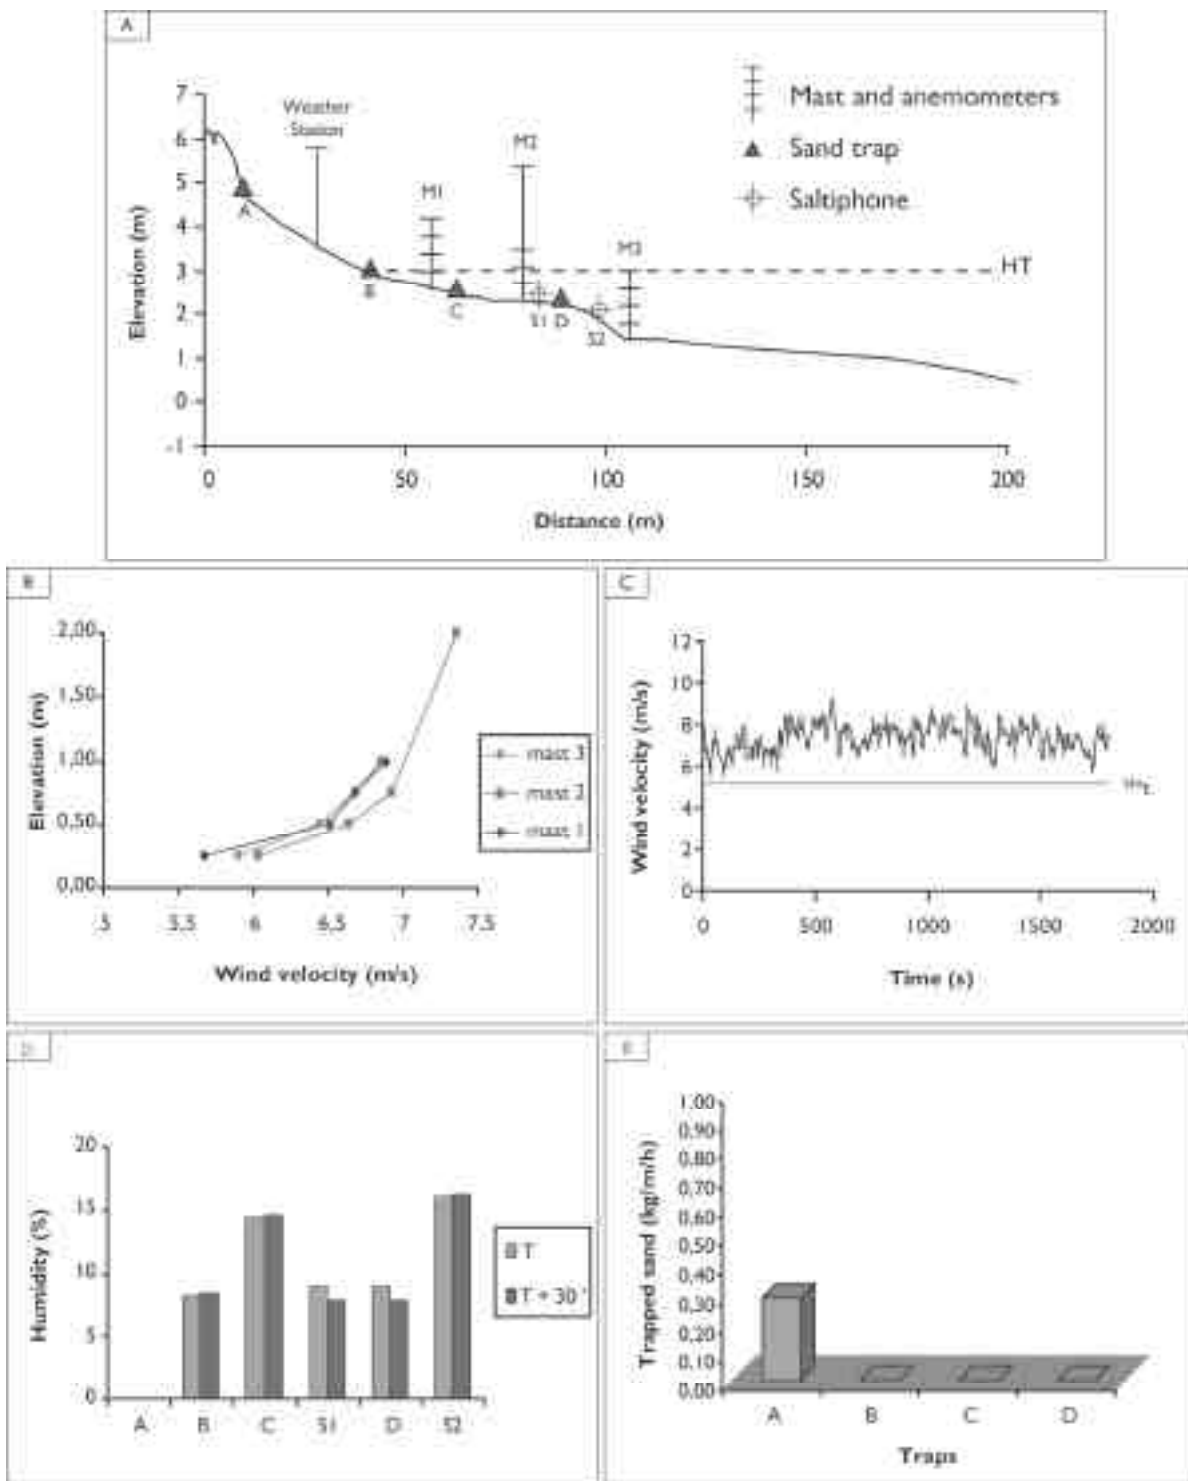 A
Weather
Station
Mast and anemometers
Sand trap
Saltiphone
M1
M2
M3
HT
A
B
C
S1
D
S2
7
6
5
4
3
2
1
0
-1
Elevation (m)
0
50
100
150
200
Distance (m)
B
2,00
1,50
1,00
0,50
0,00
Elevation (m)
5
5,5
6
6,5
7
7,5
Wind velocity (m/s)
mast 3
mast 2
mast 1
C
12
10
8
6
4
2
0
Wind velocity (m/s)
0
500
1000
1500
2000
Time (s)
D
20
15
10
5
0
Humidity (%)
A
B
C
S1
D
S2
T
T + 30 '
E
1.00
0,90
0,80
0,70
0,60
0,50
0,40
0,30
0,20
0,10
0.00
Trapped sand (kg/m/h)
A
B
C
D
Traps